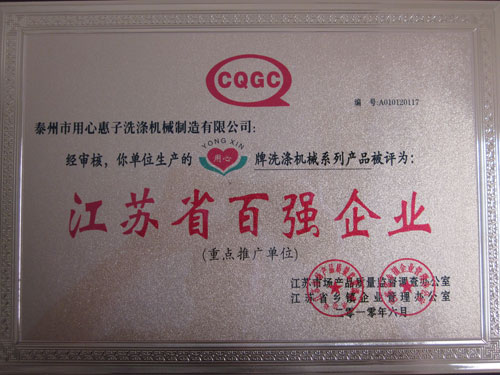 CQGC
编 号:A010120117
泰州市用心惠子洗涤机械制造有限公司:
YONG XIN
经审核,你单位生产的 用心 牌洗涤机械系列产品被评为:
江苏省百强企业
(重点推广单位)
江苏市场产品质量监督调查办公室
江苏省乡镇企业管理办公室
二〇一〇年六月